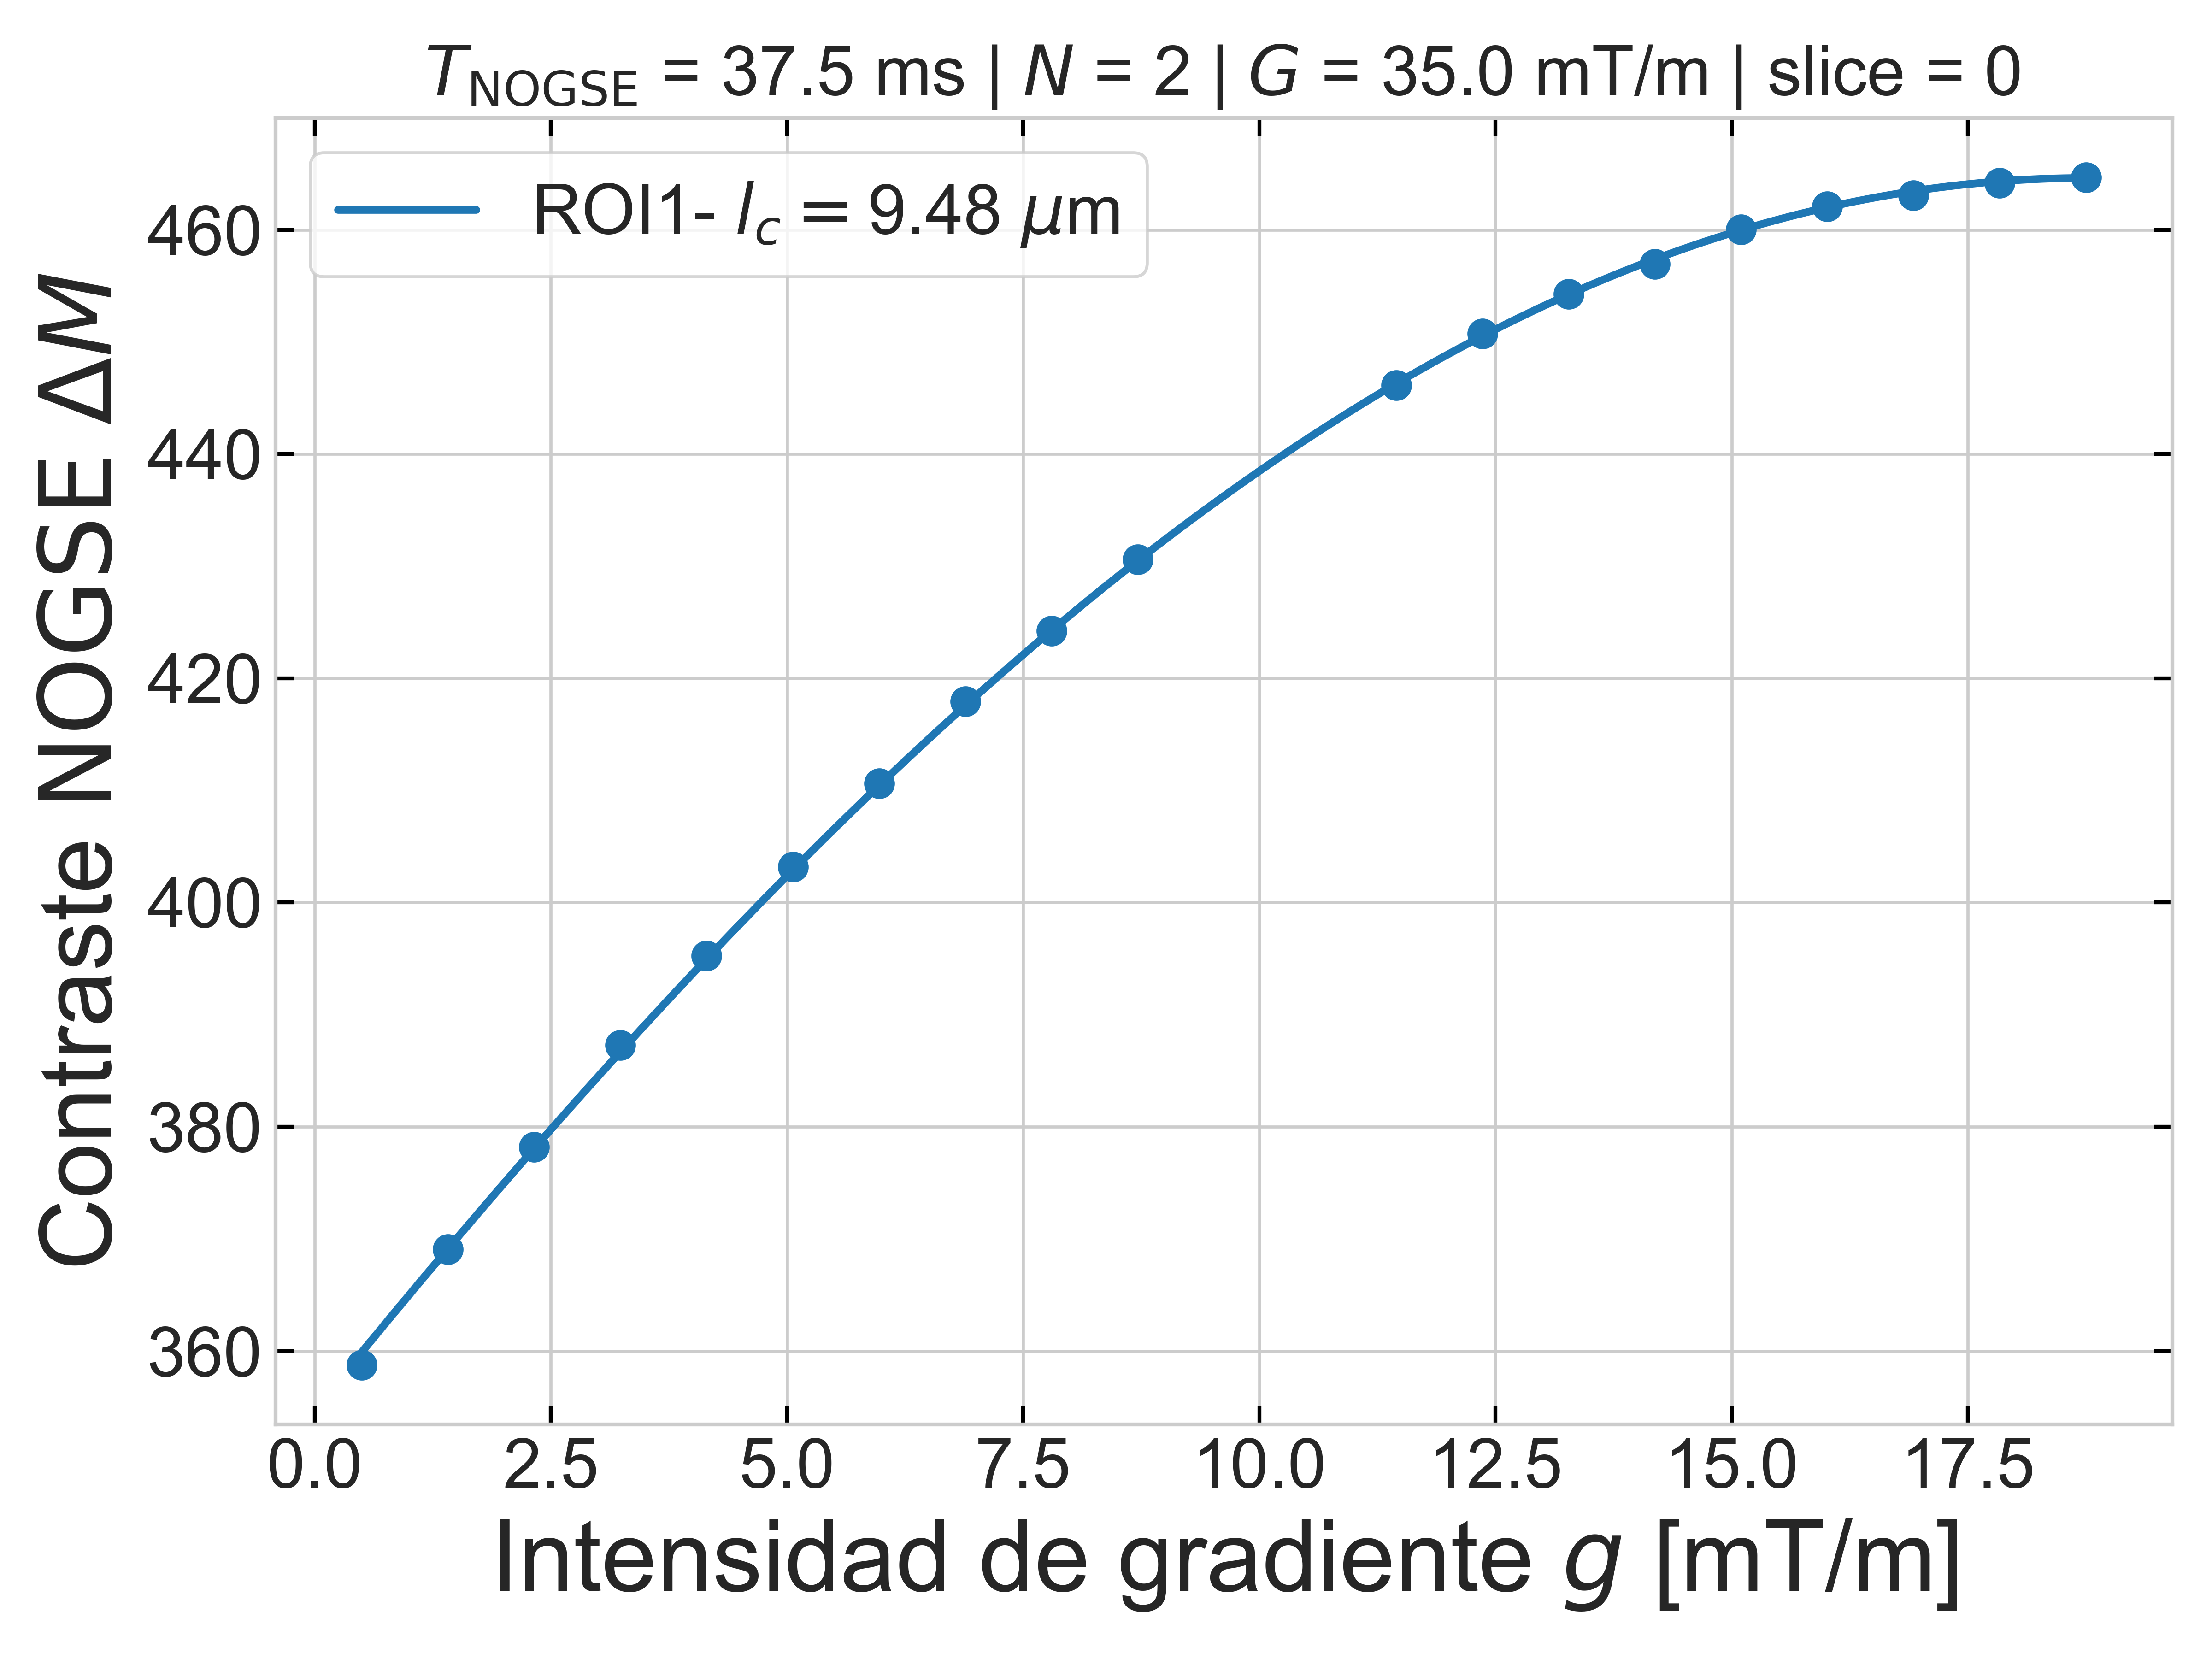 T_NOGSE = 37.5 ms | N = 2 | G = 35.0 mT/m | slice = 0
ROI1- l_c = 9.48 μm
Contraste NOGSE ΔM
460
440
420
400
380
360
0.0 2.5 5.0 7.5 10.0 12.5 15.0 17.5
Intensidad de gradiente g [mT/m]